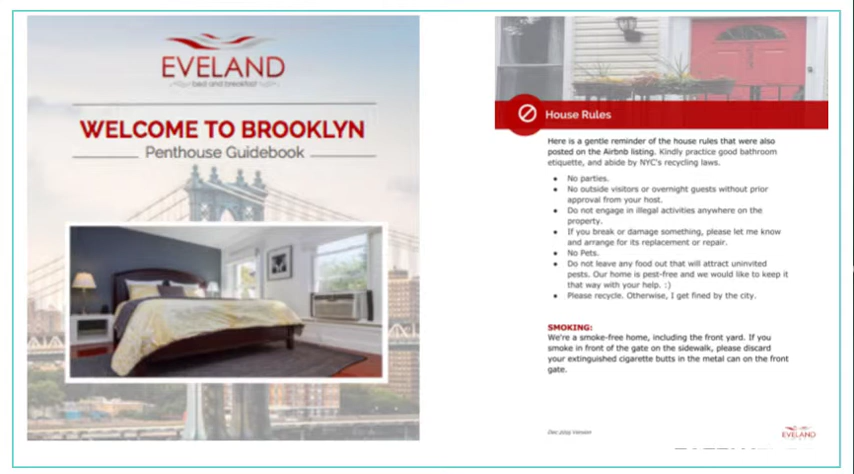 EVELAND
bed and breakfast
WELCOME TO BROOKLYN
Penthouse Guidebook
House Rules
Here is a gentle reminder of the house rules that were also
posted on the Airbnb listing. Kindly practice good bathroom
etiquette, and abide by NYC's recycling laws.
● No parties.
● No outside visitors or overnight guests without prior
approval from your host.
● Do not engage in illegal activities anywhere on the
property.
● If you break or damage something, please let me know
and arrange for its replacement or repair.
● No Pets.
● Do not leave any food out that will attract uninvited
pests. Our home is pest-free and we would like to keep it
that way with your help. :)
● Please recycle. Otherwise, I get fined by the city.
SMOKING:
We're a smoke-free home, including the front yard. If you
smoke in front of the gate on the sidewalk, please discard
your extinguished cigarette butts in the metal can on the front
gate.
Dec 2015 Version
EVELAND